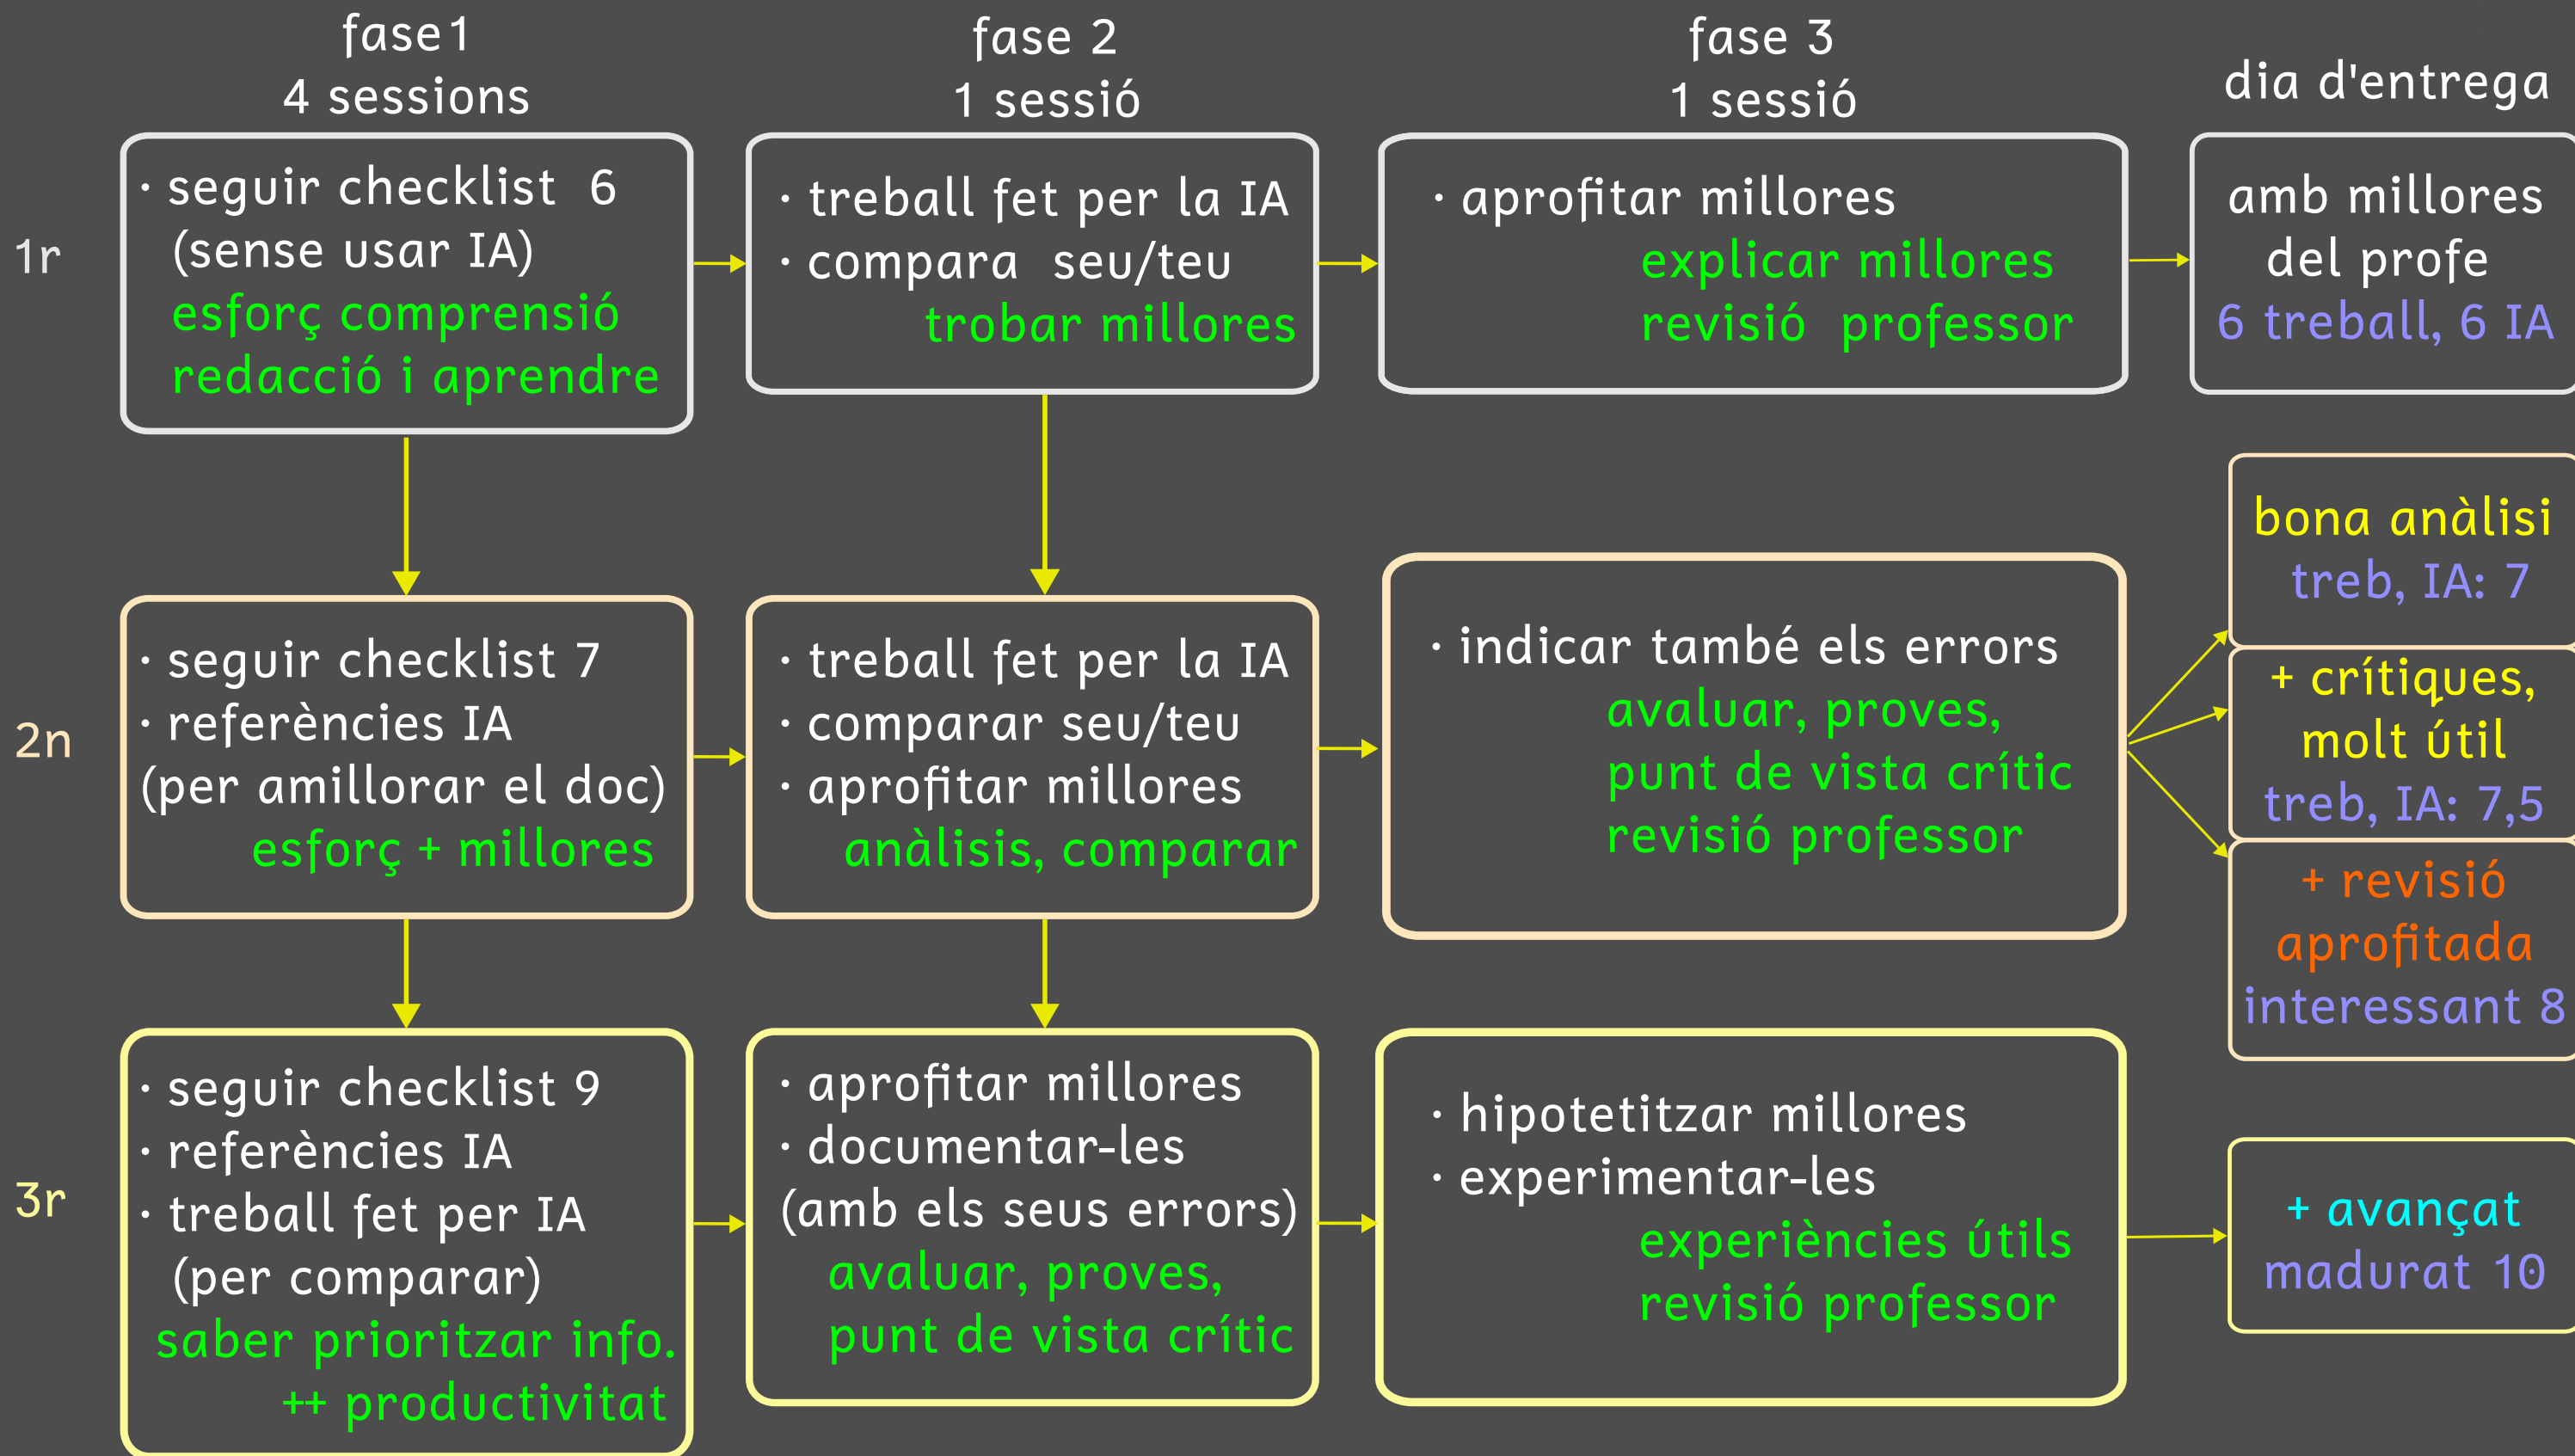 fase1
4 sessions
fase 2
1 sessió
fase 3
1 sessió
dia d'entrega
1r
· seguir checklist 6
(sense usar IA)
esforç comprensió
redacció i aprendre
· treball fet per la IA
· compara seu/teu
trobar millores
· aprofitar millores
explicar millores
revisió professor
amb millores
del profe
6 treball, 6 IA
2n
· seguir checklist 7
· referències IA
(per amillorar el doc)
esforç + millores
· treball fet per la IA
· comparar seu/teu
· aprofitar millores
anàlisis, comparar
· indicar també els errors
avaluar, proves,
punt de vista crític
revisió professor
bona anàlisi
treb, IA: 7
+ crítiques,
molt útil
treb, IA: 7,5
+ revisió
aprofitada
interessant 8
3r
· seguir checklist 9
· referències IA
· treball fet per IA
(per comparar)
saber prioritzar info.
++ productivitat
· aprofitar millores
· documentar-les
(amb els seus errors)
avaluar, proves,
punt de vista crític
· hipotetitzar millores
· experimentar-les
experiències útils
revisió professor
+ avançat
madurat 10